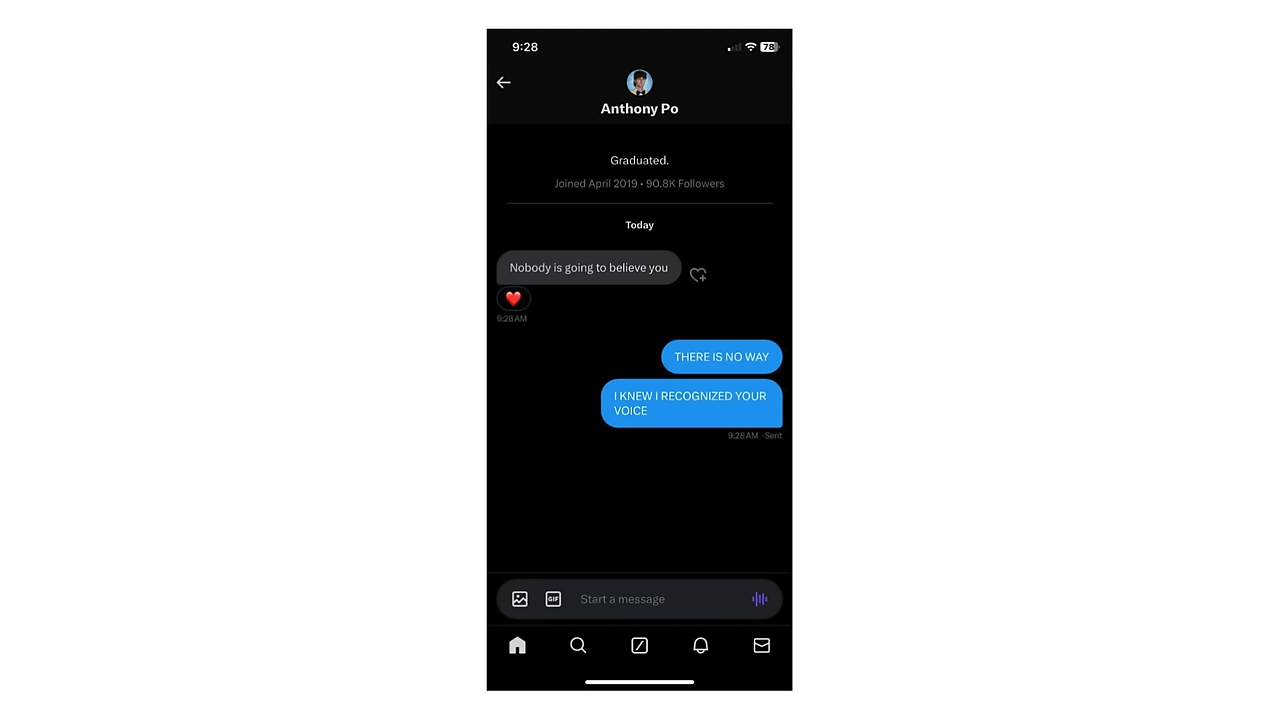 9:28
78
Anthony Po
Graduated.
Joined April 2019 • 90.8K Followers
Today
Nobody is going to believe you
9:28 AM
THERE IS NO WAY
I KNEW I RECOGNIZED YOUR
VOICE
9:28 AM · Sent
GIF
Start a message